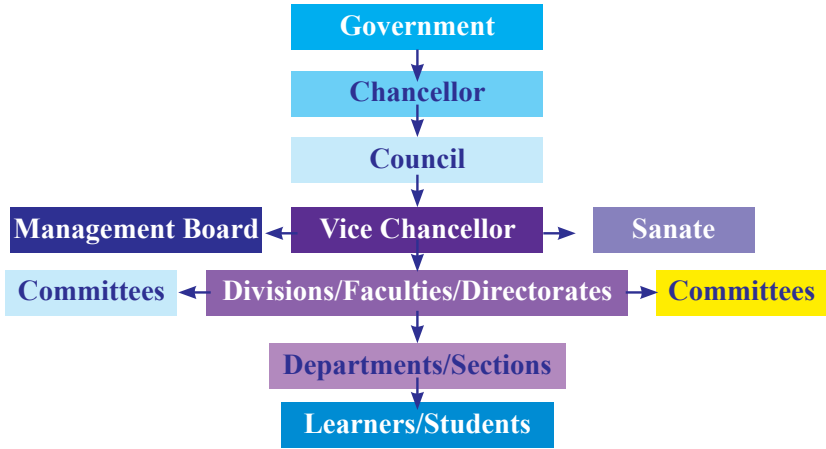 Government
Chancellor
Council
Management Board
Vice Chancellor
Sanate
Committees
Divisions/Faculties/Directorates
Committees
Departments/Sections
Learners/Students